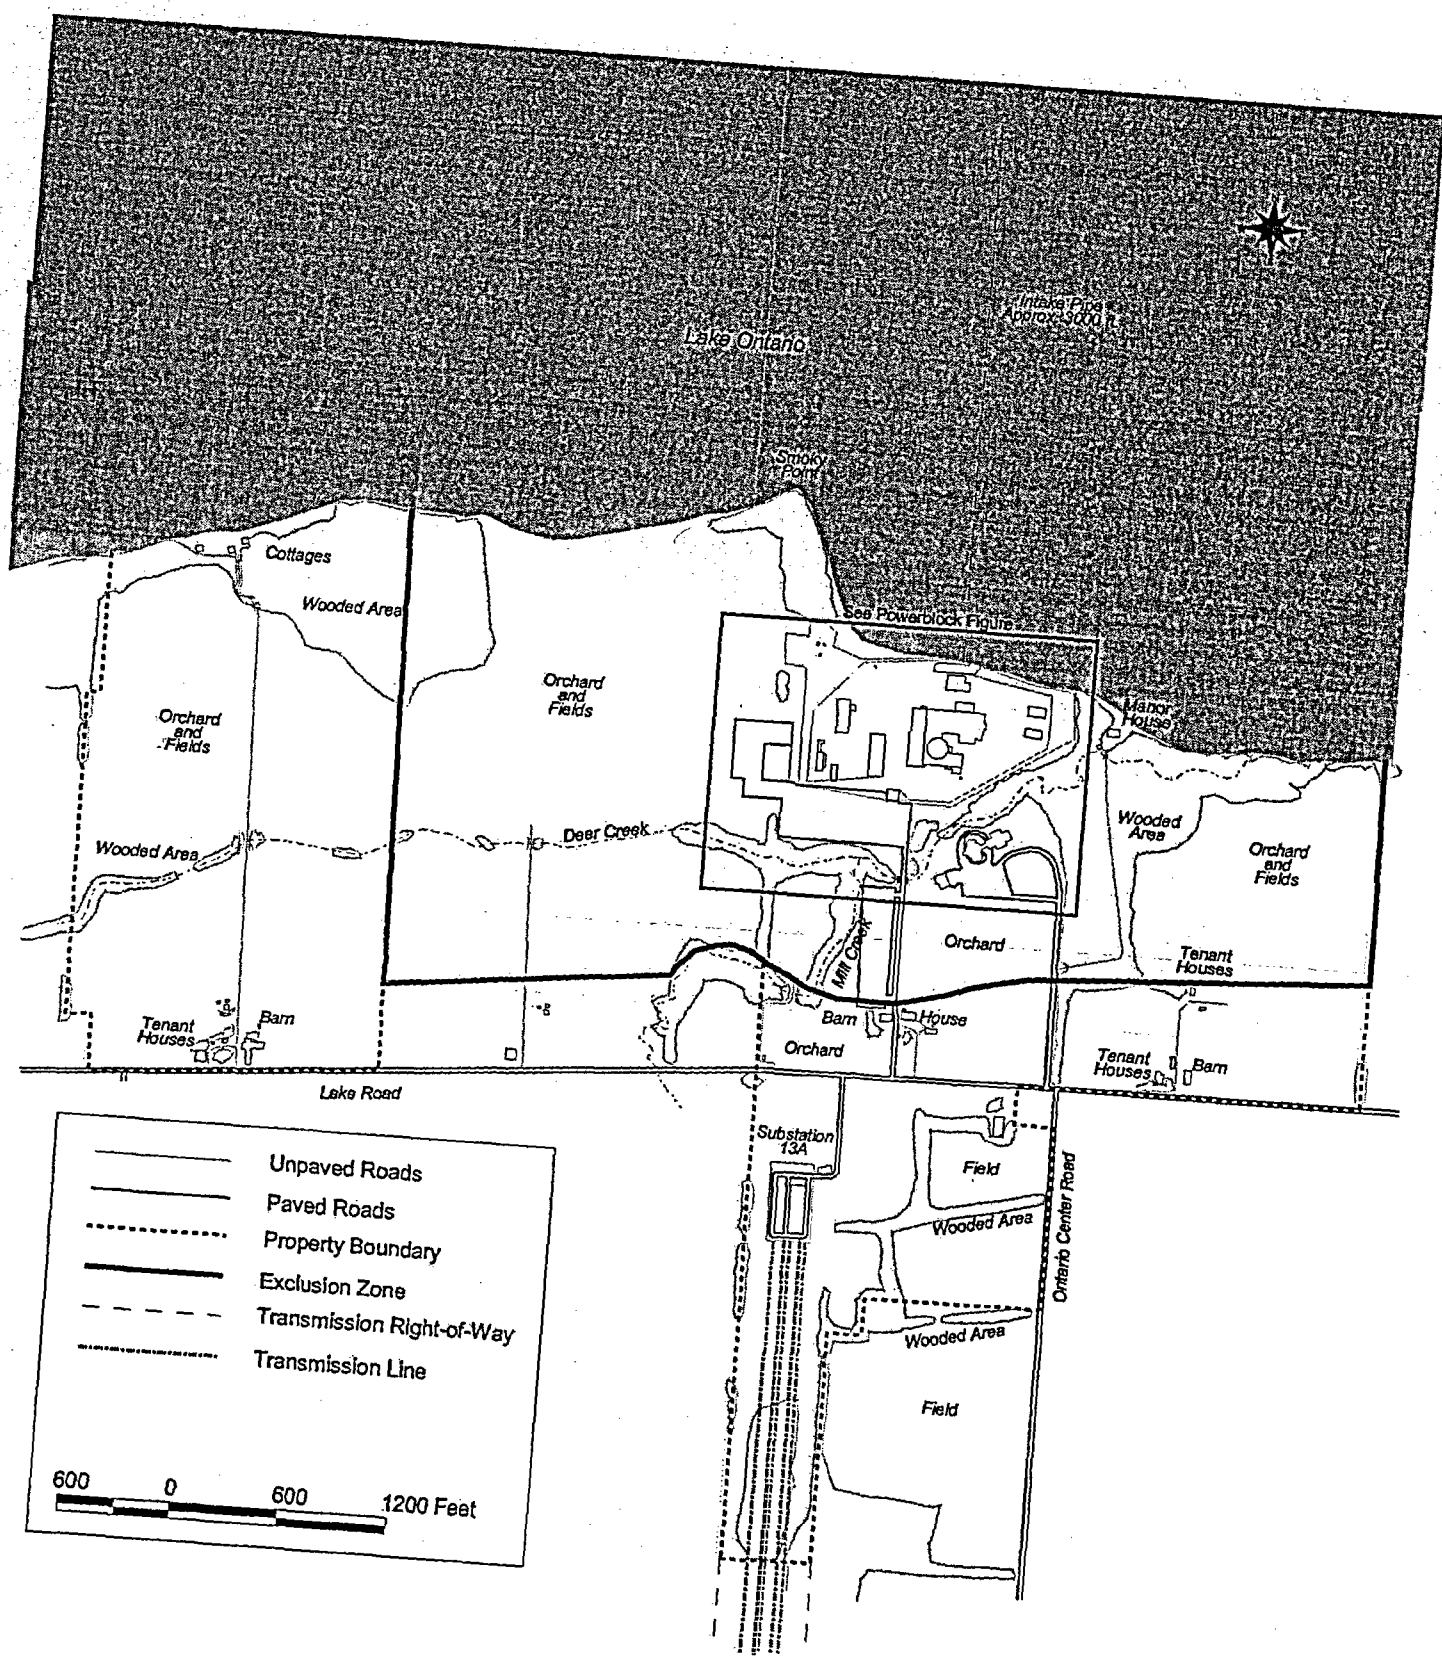 Intake Pipe
Approx. 3000 ft.
Lake Ontario
Smoky
Point
Cottages
Wooded Area
See Powerblock Figure
Orchard
and
Fields
Orchard
and
Fields
Manor
House
Wooded
Area
Orchard
and
Fields
Deer Creek
Wooded Area
Mill Creek
Orchard
Tenant
Houses
Tenant
Houses
Barn
Barn
House
Orchard
Tenant
Houses
Barn
Lake Road
Substation
13A
Field
Wooded Area
Ontario Center Road
Wooded Area
Field
Unpaved Roads
Paved Roads
Property Boundary
Exclusion Zone
Transmission Right-of-Way
Transmission Line
600 0 600 1200 Feet